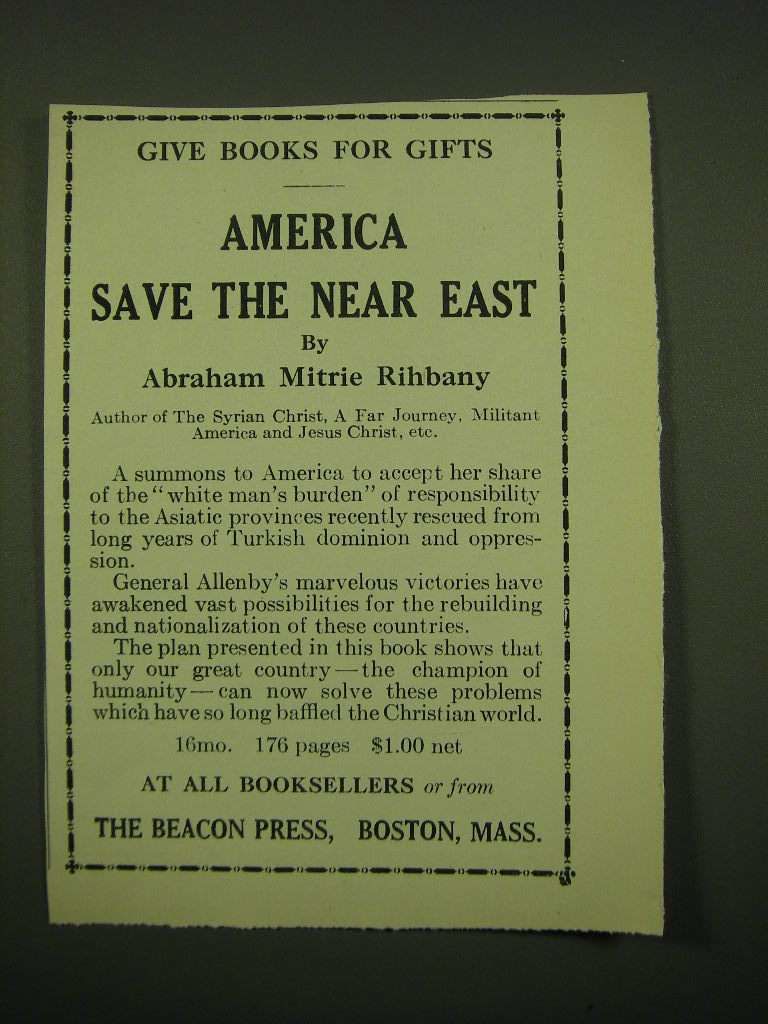 GIVE BOOKS FOR GIFTS
AMERICA
SAVE THE NEAR EAST
By
Abraham Mitrie Rihbany
Author of The Syrian Christ, A Far Journey, Militant
America and Jesus Christ, etc.
A summons to America to accept her share
of the "white man's burden" of responsibility
to the Asiatic provinces recently rescued from
long years of Turkish dominion and oppres-
sion.
General Allenby's marvelous victories have
awakened vast possibilities for the rebuilding
and nationalization of these countries.
The plan presented in this book shows that
only our great country—the champion of
humanity—can now solve these problems
which have so long baffled the Christian world.
16mo. 176 pages $1.00 net
AT ALL BOOKSELLERS or from
THE BEACON PRESS, BOSTON, MASS.